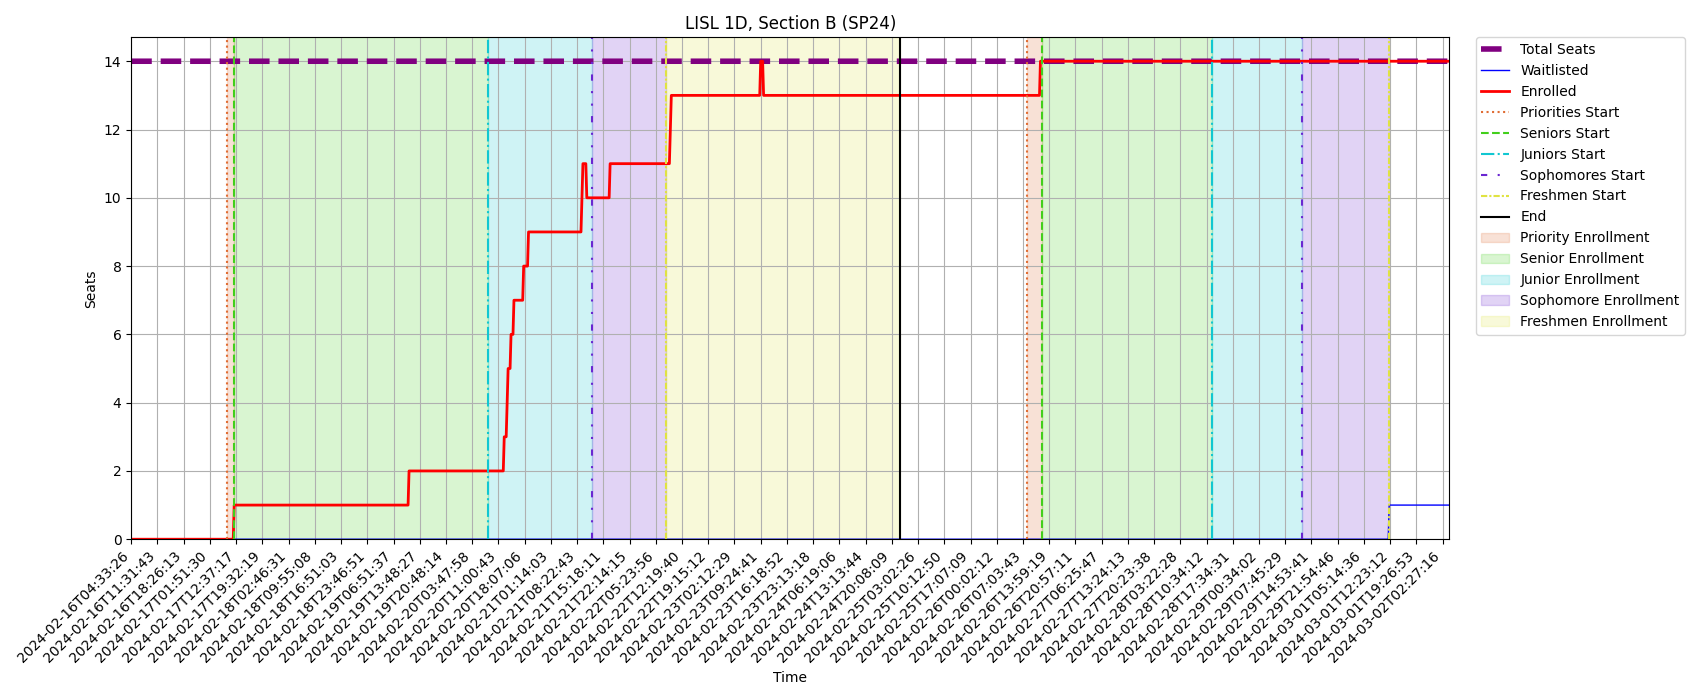 LISL 1D, Section B (SP24)
Seats
14
12
10
8
6
4
2
0
2024-02-16T04:33:26
2024-02-16T11:31:43
2024-02-16T18:26:13
2024-02-17T01:51:30
2024-02-17T12:37:17
2024-02-17T19:32:19
2024-02-18T02:46:31
2024-02-18T09:55:08
2024-02-18T16:51:03
2024-02-18T23:46:51
2024-02-19T06:51:37
2024-02-19T13:48:27
2024-02-19T20:48:14
2024-02-20T03:47:58
2024-02-20T11:00:43
2024-02-20T18:07:06
2024-02-21T01:14:03
2024-02-21T08:22:43
2024-02-21T15:18:11
2024-02-21T22:14:15
2024-02-22T05:23:56
2024-02-22T12:19:40
2024-02-22T19:15:12
2024-02-23T02:12:29
2024-02-23T09:24:41
2024-02-23T16:18:52
2024-02-23T23:13:18
2024-02-24T06:19:06
2024-02-24T13:13:44
2024-02-24T20:08:09
2024-02-25T03:02:26
2024-02-25T10:12:50
2024-02-25T17:07:09
2024-02-26T00:02:12
2024-02-26T07:03:43
2024-02-26T13:59:19
2024-02-26T20:57:11
2024-02-27T06:25:47
2024-02-27T13:24:13
2024-02-27T20:23:38
2024-02-28T03:22:28
2024-02-28T10:34:12
2024-02-28T17:34:31
2024-02-29T00:34:02
2024-02-29T07:45:29
2024-02-29T14:53:41
2024-02-29T21:54:46
2024-03-01T05:14:36
2024-03-01T12:23:12
2024-03-01T19:26:53
2024-03-02T02:27:16
Time
Total Seats
Waitlisted
Enrolled
Priorities Start
Seniors Start
Juniors Start
Sophomores Start
Freshmen Start
End
Priority Enrollment
Senior Enrollment
Junior Enrollment
Sophomore Enrollment
Freshmen Enrollment